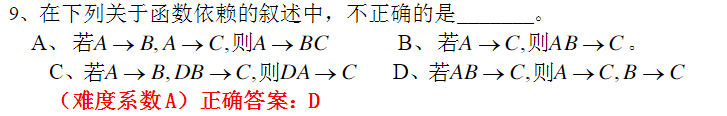 9、在下列关于函数依赖的叙述中，不正确的是_______。
A、若A → B, A → C,则A → BC B、若A → C,则AB → C 。
C、若A → B, DB → C,则DA → C D、若AB → C,则A → C, B → C
（难度系数A）正确答案：D